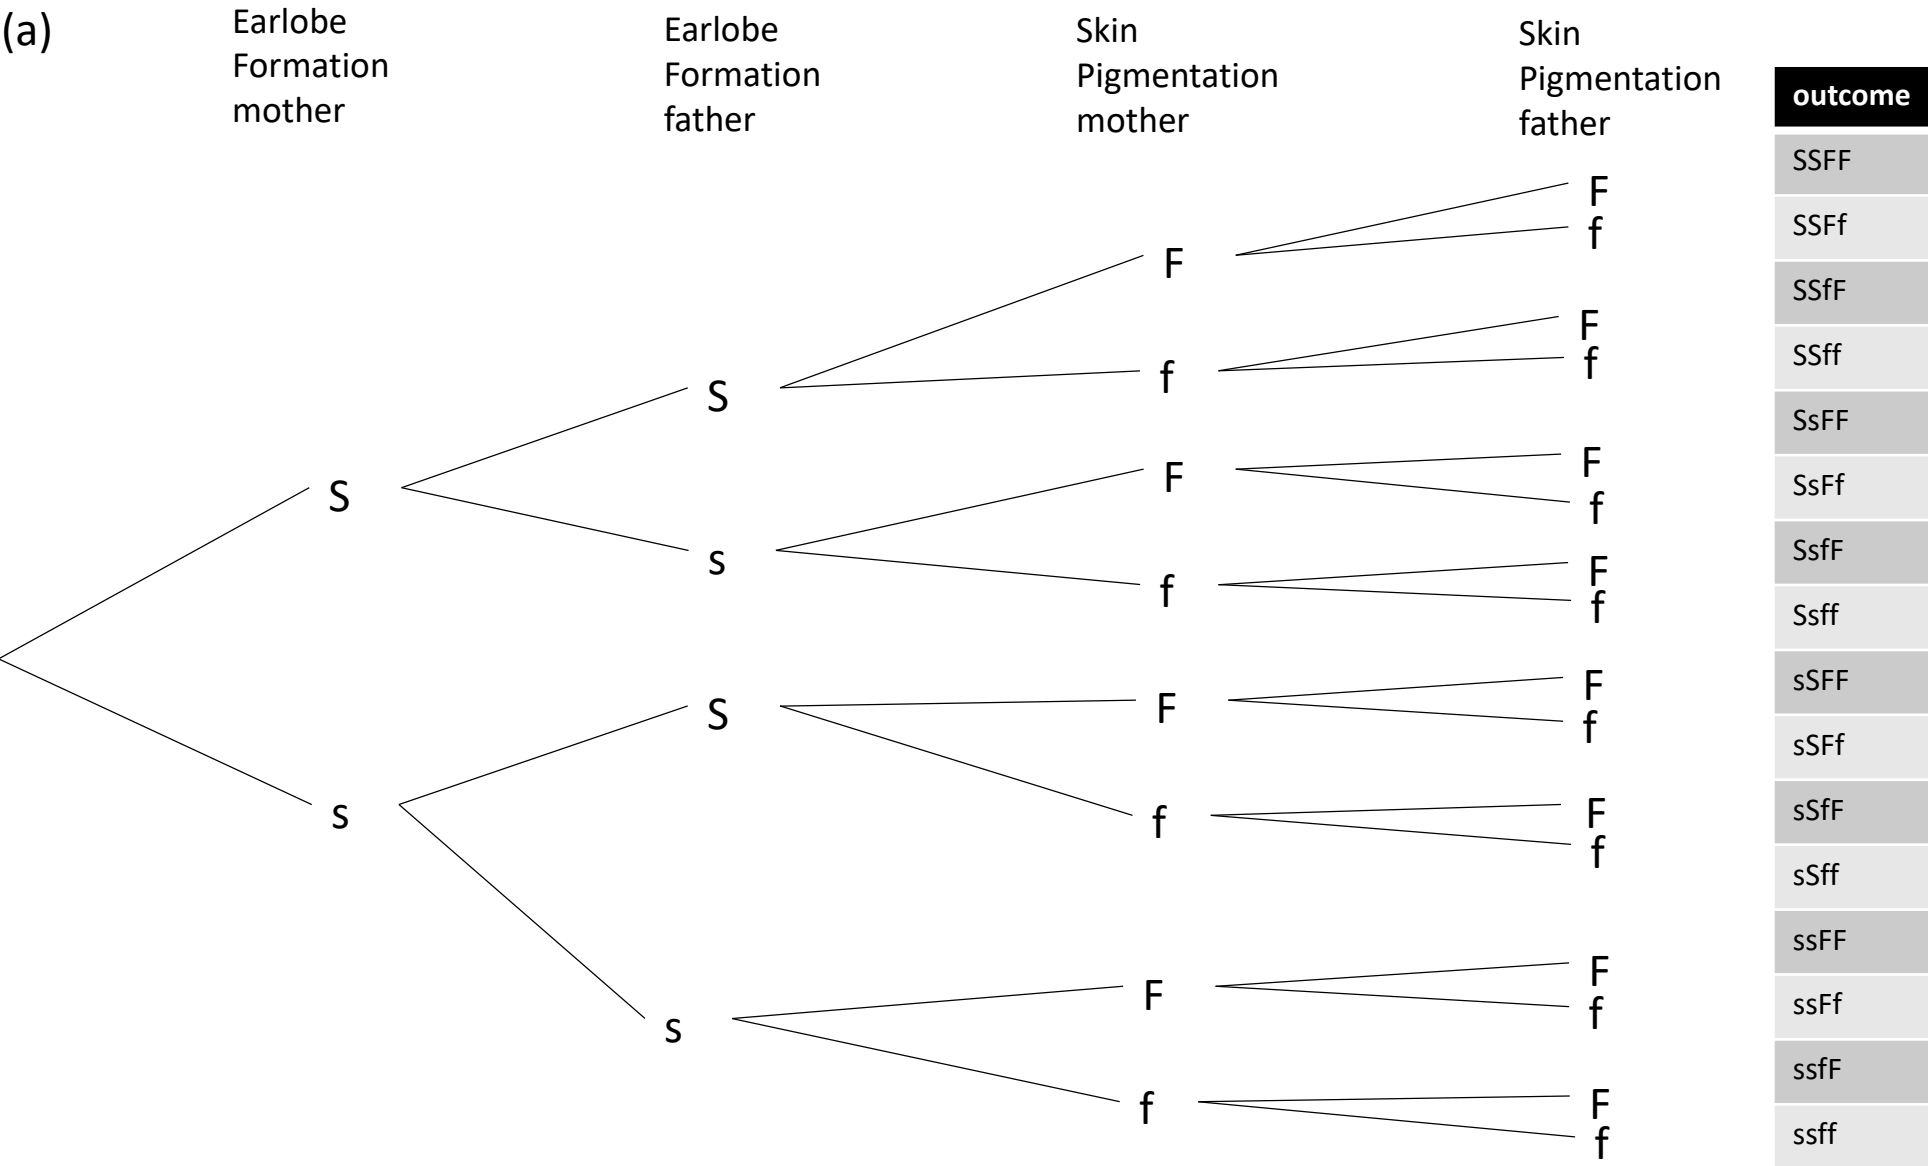 (a)
Earlobe
Formation
mother
Earlobe
Formation
father
Skin
Pigmentation
mother
Skin
Pigmentation
father
S
s
S
s
S
s
F
f
F
f
F
f
F
f
F
f
F
f
F
f
F
f
F
f
F
f
F
f
F
f
outcome
SSFF
SSFf
SSfF
SSff
SsFF
SsFf
SsfF
Ssff
sSFF
sSFf
sSfF
sSff
ssFF
ssFf
ssfF
ssff